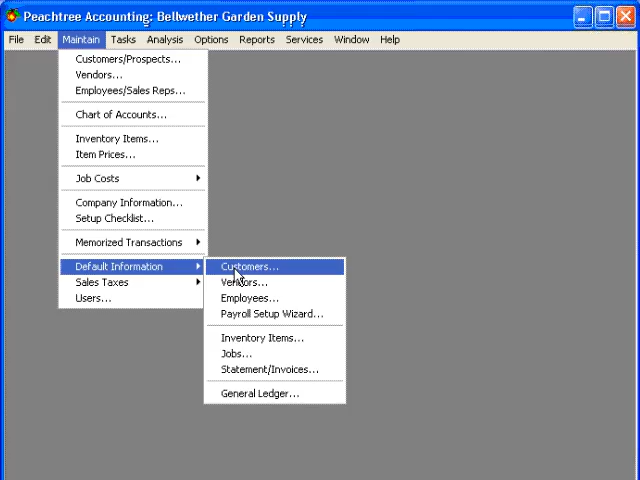 Peachtree Accounting: Bellwether Garden Supply
File Edit Maintain Tasks Analysis Options Reports Services Window Help
Customers/Prospects...
Vendors...
Employees/Sales Reps...
Chart of Accounts...
Inventory Items...
Item Prices...
Job Costs
Company Information...
Setup Checklist...
Memorized Transactions
Default Information
Sales Taxes
Users...
Customers...
Vendors...
Employees...
Payroll Setup Wizard...
Inventory Items...
Jobs...
Statement/Invoices...
General Ledger...